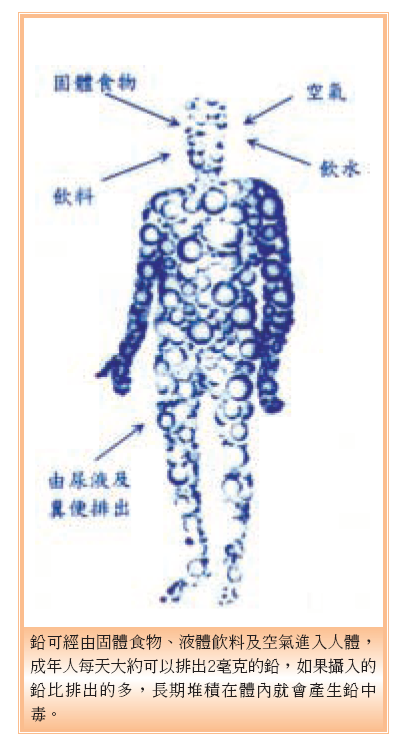 固體食物
空氣
飲水
飲料
由尿液及
糞便排出
鉛可經由固體食物、液體飲料及空氣進入人體，
成年人每天大約可以排出2毫克的鉛，如果攝入的
鉛比排出的多，長期堆積在體內就會產生鉛中
毒。